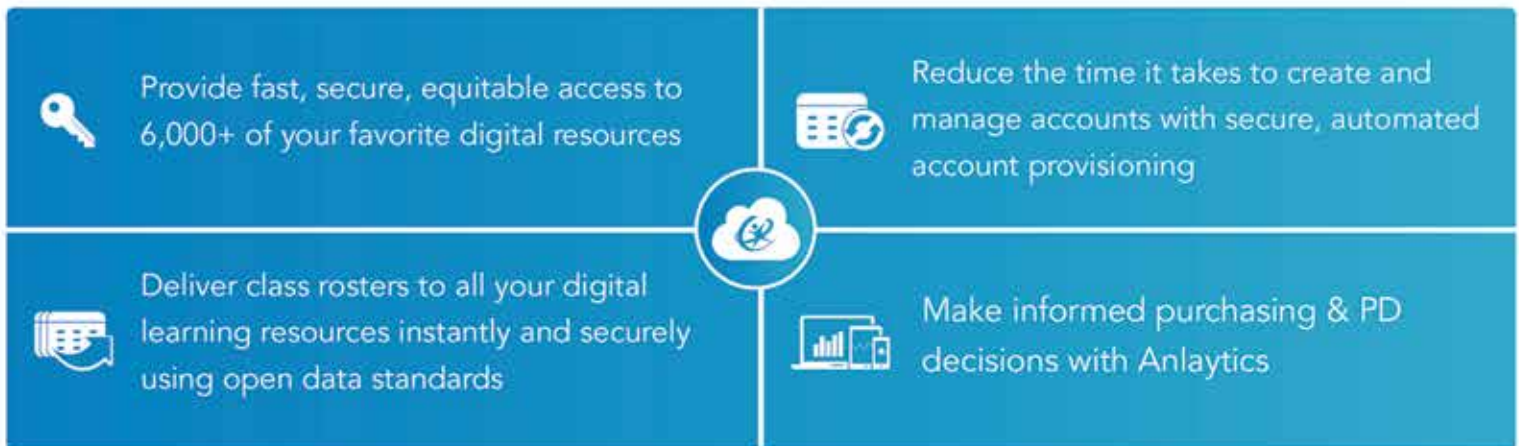 Provide fast, secure, equitable access to
6,000+ of your favorite digital resources
Reduce the time it takes to create and
manage accounts with secure, automated
account provisioning
Deliver class rosters to all your digital
learning resources instantly and securely
using open data standards
Make informed purchasing & PD
decisions with Anlaytics